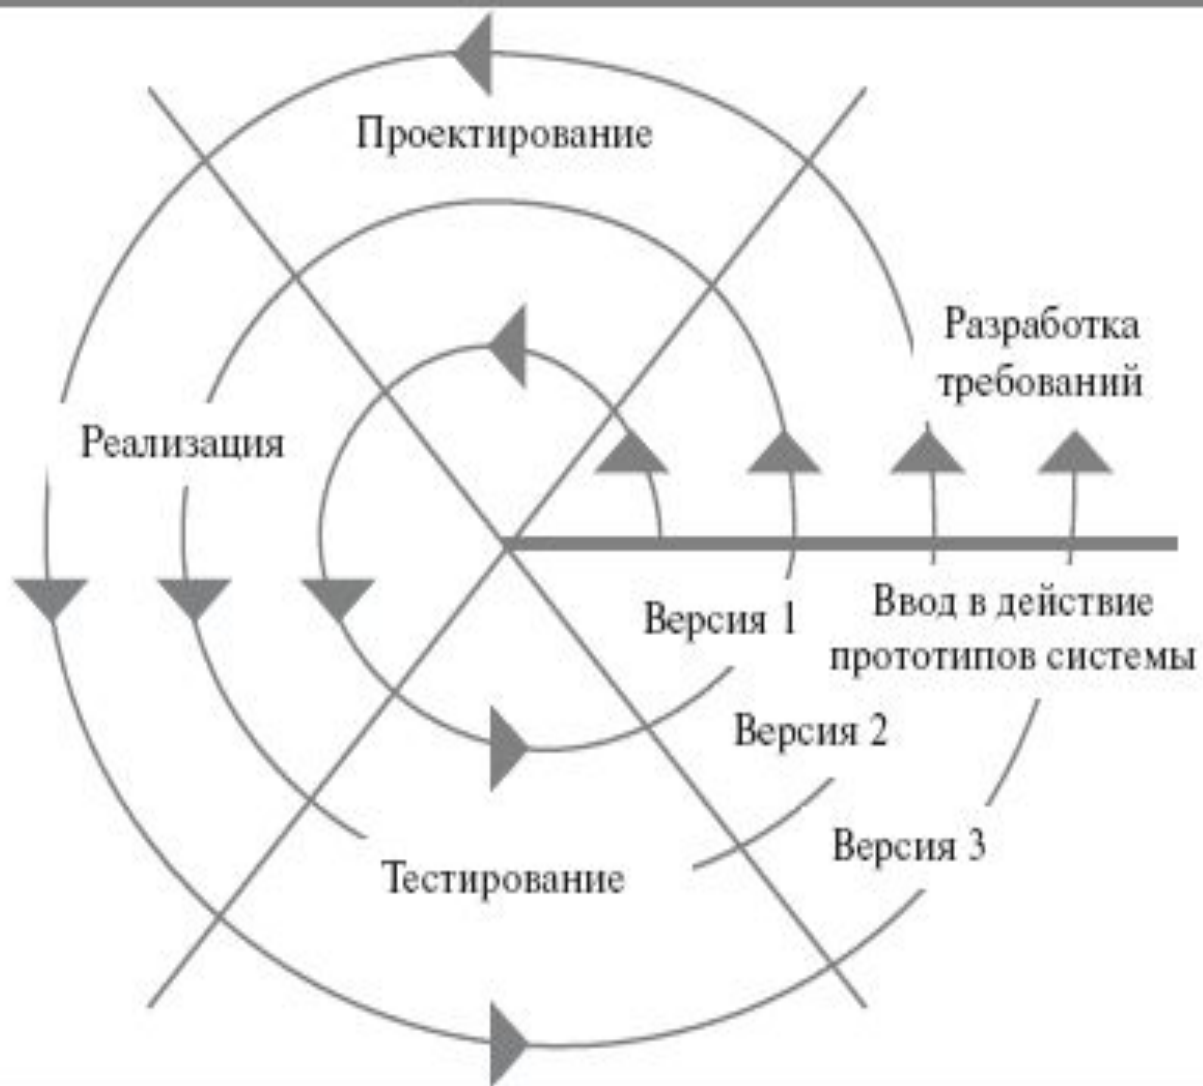 Проектирование
Разработка
требований
Реализация
Ввод в действие
прототипов системы
Версия 1
Версия 2
Версия 3
Тестирование